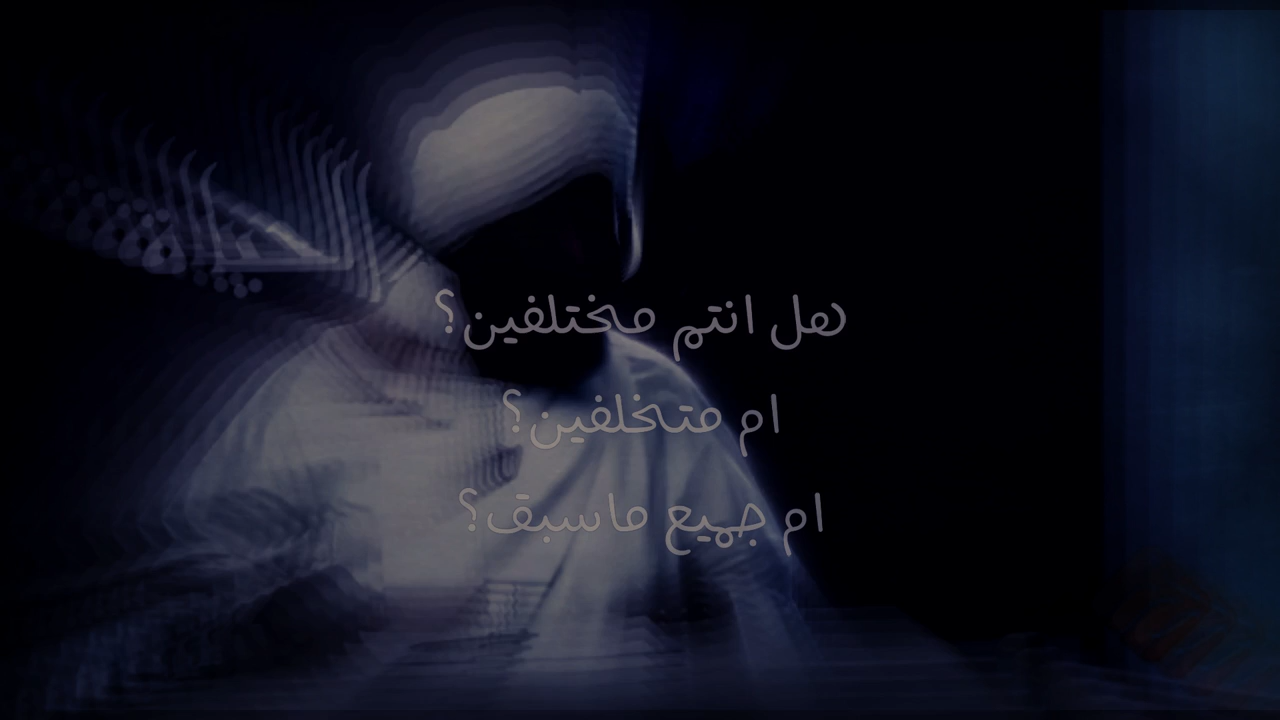 هل انتم مختلفين؟
ام متخلفين؟
ام جميع ماسبق؟